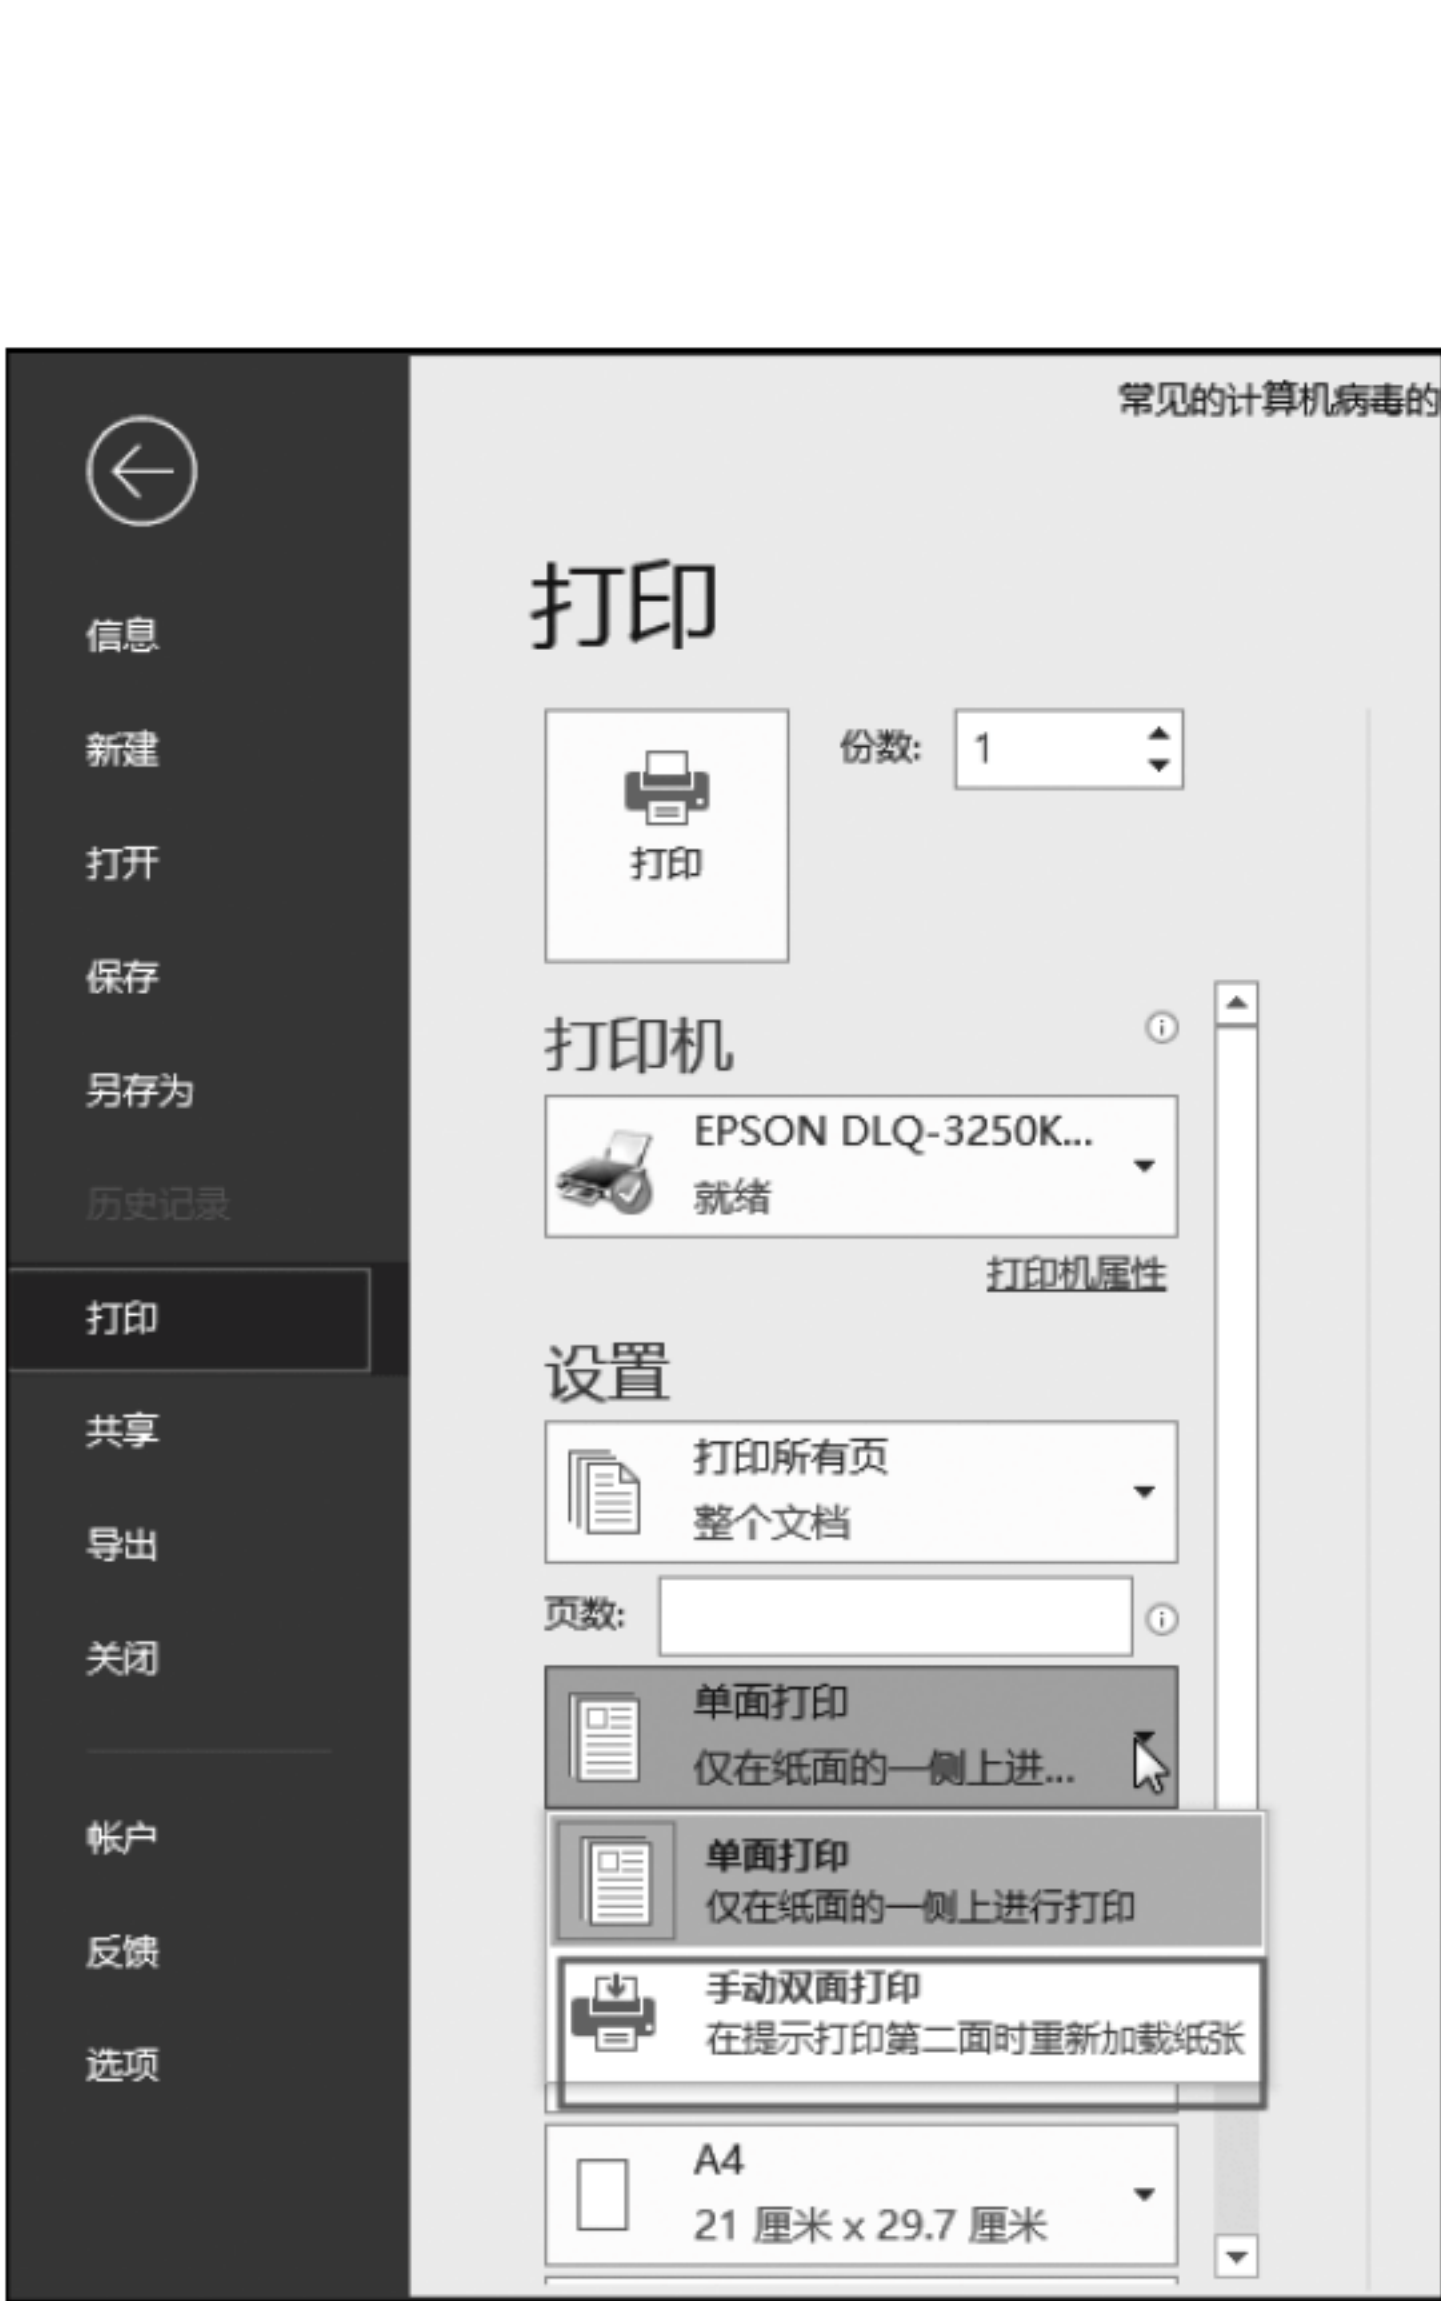 常见的计算机病毒的
信息
新建
打开
保存
另存为
历史记录
打印
共享
导出
关闭
帐户
反馈
选项
打印
打印
份数: 1
打印机
EPSON DLQ-3250K...
就绪
打印机属性
设置
打印所有页
整个文档
页数:
单面打印
仅在纸面的一侧上进...
单面打印
仅在纸面的一侧上进行打印
手动双面打印
在提示打印第二面时重新加载纸张
A4
21 厘米 x 29.7 厘米